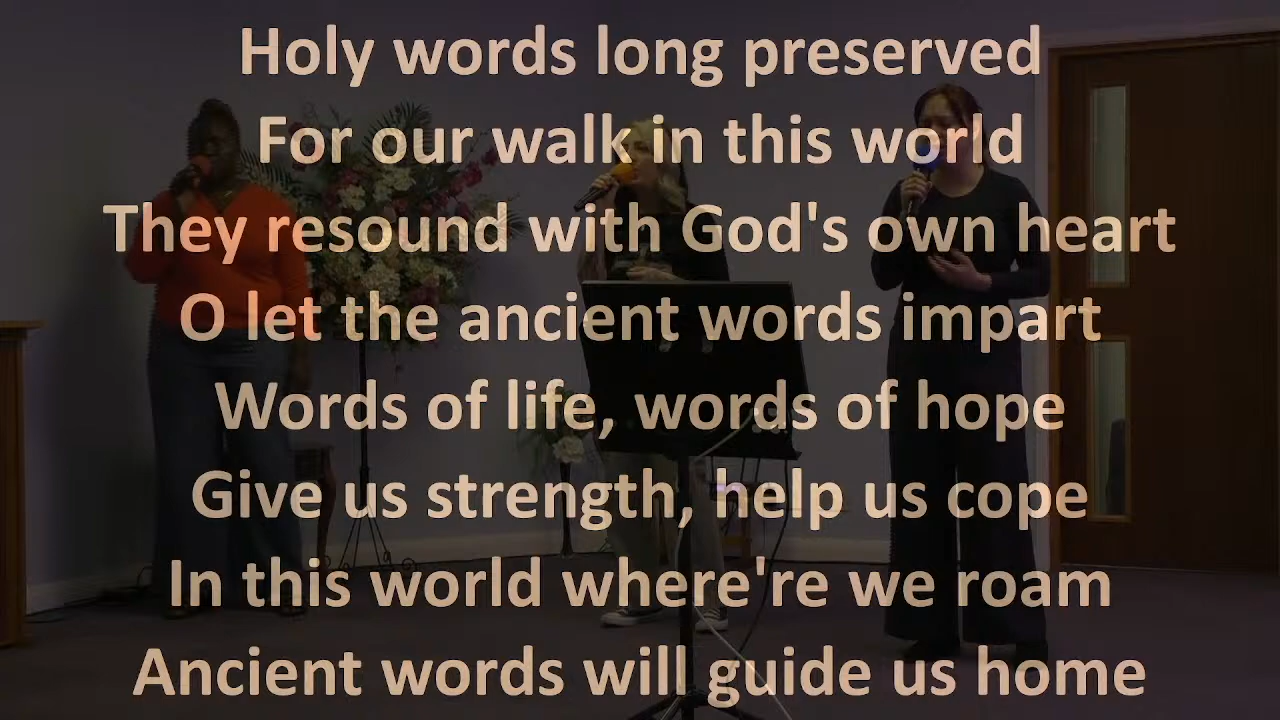 Holy words long preserved
For our walk in this world
They resound with God's own heart
O let the ancient words impart
Words of life, words of hope
Give us strength, help us cope
In this world where're we roam
Ancient words will guide us home